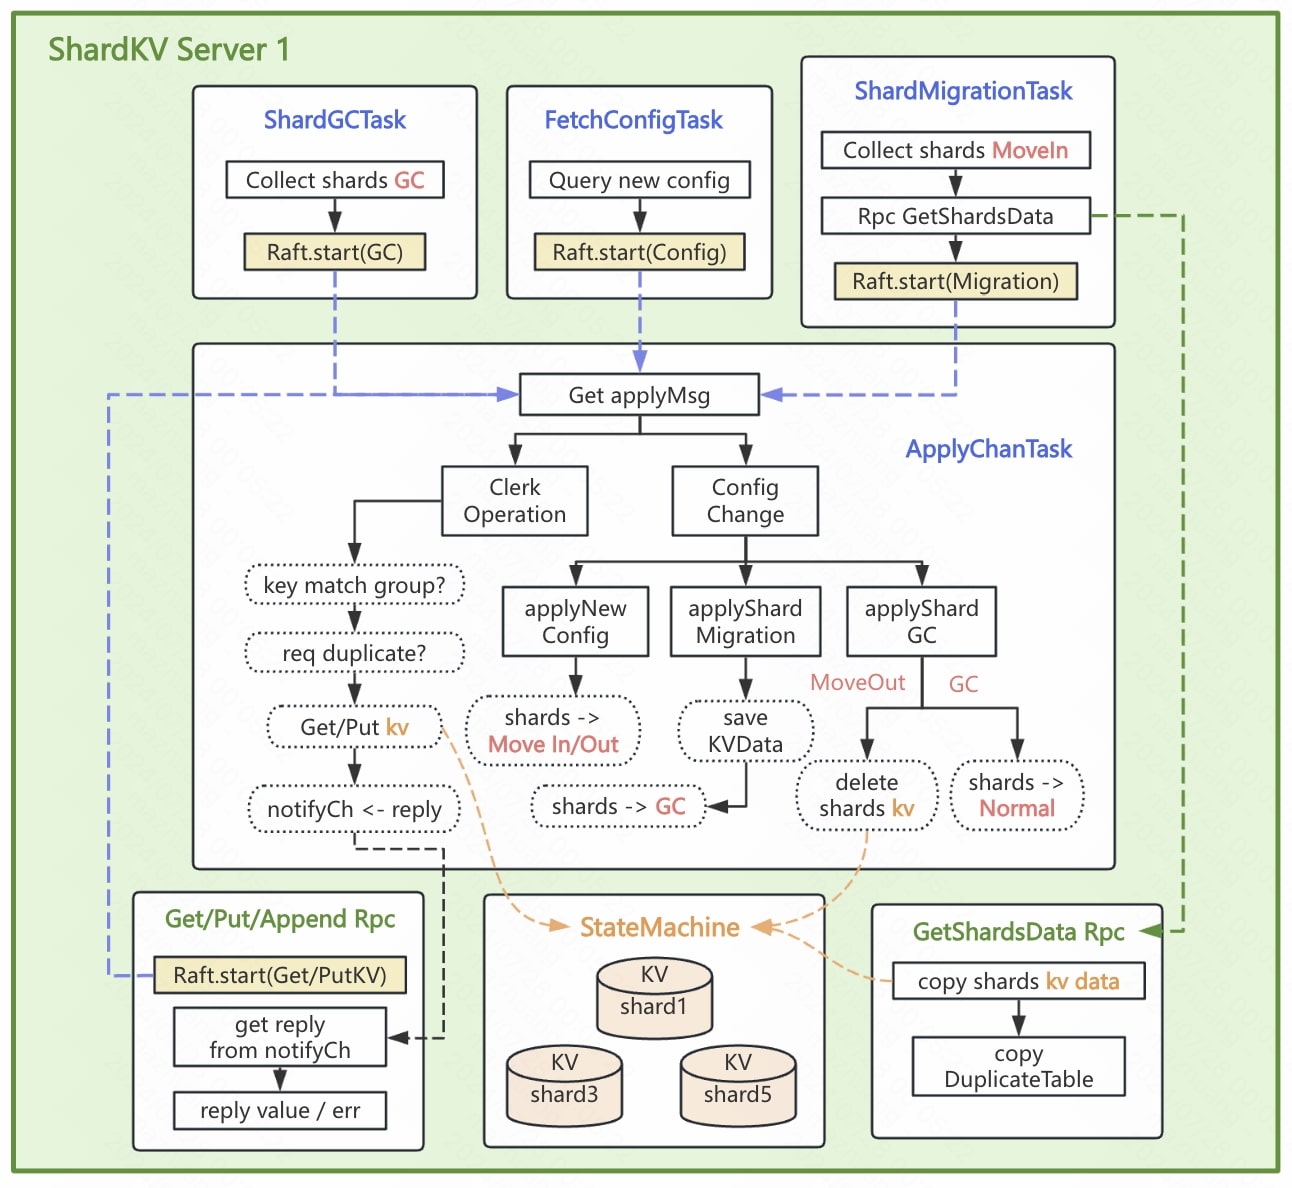 ShardKV Server 1
ShardGCTask
Collect shards GC
Raft.start(GC)
FetchConfigTask
Query new config
Raft.start(Config)
ShardMigrationTask
Collect shards MoveIn
Rpc GetShardsData
Raft.start(Migration)
Get applyMsg
ApplyChanTask
Clerk
Operation
Config
Change
key match group?
req duplicate?
Get/Put kv
notifyCh <- reply
applyNew
Config
shards ->
Move In/Out
applyShard
Migration
save
KVData
shards -> GC
applyShard
GC
MoveOut
GC
delete
shards kv
shards ->
Normal
Get/Put/Append Rpc
Raft.start(Get/PutKV)
get reply
from notifyCh
reply value / err
StateMachine
KV
shard1
KV
shard3
KV
shard5
GetShardsData Rpc
copy shards kv data
copy
DuplicateTable